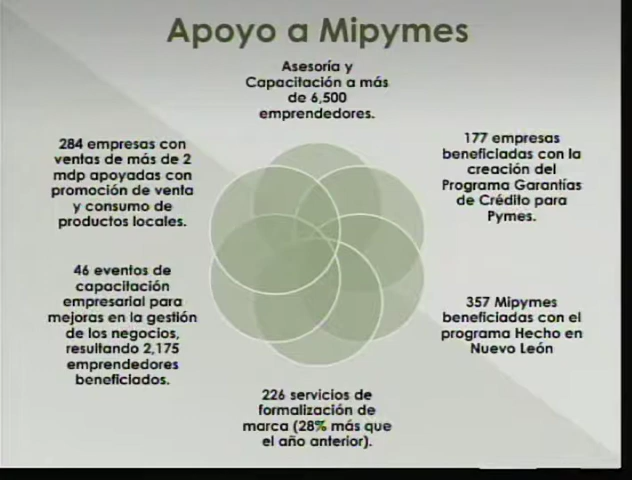 Apoyo a Mipymes
Asesoría y
Capacitación a más
de 6,500
emprendedores.
177 empresas
beneficiadas con la
creación del
Programa Garantías
de Crédito para
Pymes.
357 Mipymes
beneficiadas con el
programa Hecho en
Nuevo León
226 servicios de
formalización de
marca (28% más que
el año anterior).
46 eventos de
capacitación
empresarial para
mejoras en la gestión
de los negocios,
resultando 2,175
emprendedores
beneficiados.
284 empresas con
ventas de más de 2
mdp apoyadas con
promoción de venta
y consumo de
productos locales.